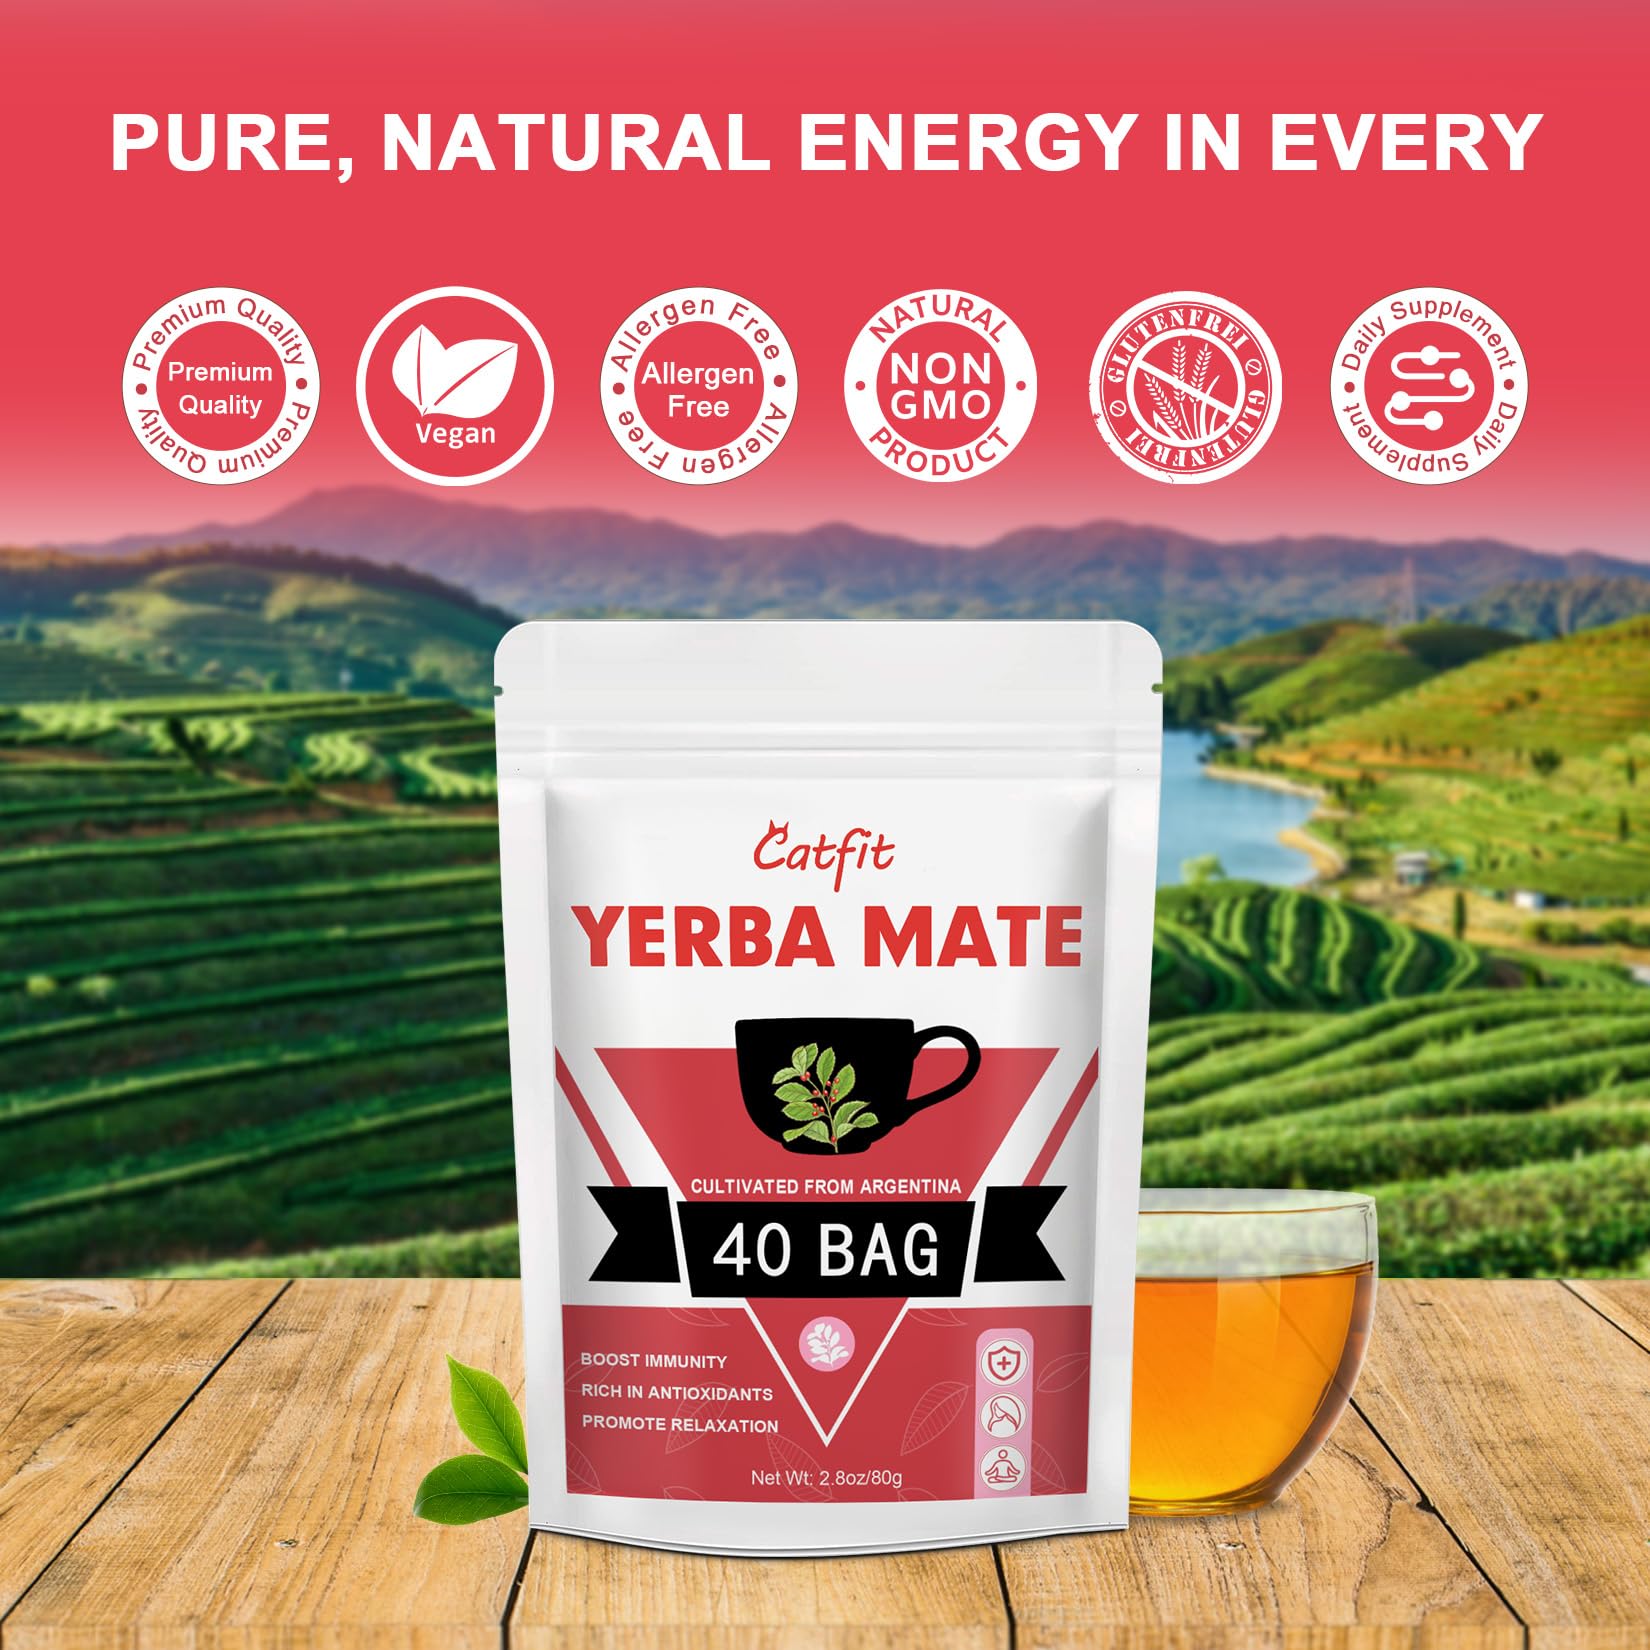 PURE, NATURAL ENERGY IN EVERY
Premium Quality • Premium Quality •
Premium
Quality
Vegan
Allergen Free • Allergen Free •
Allergen
Free
NATURAL
NON
GMO
PRODUCT
GLUTENFREI GLUTENFREI
Daily Supplement • Daily Supplement •
Catfit
YERBA MATE
CULTIVATED FROM ARGENTINA
40 BAG
BOOST IMMUNITY
RICH IN ANTIOXIDANTS
PROMOTE RELAXATION
Net Wt: 2.8oz/80g